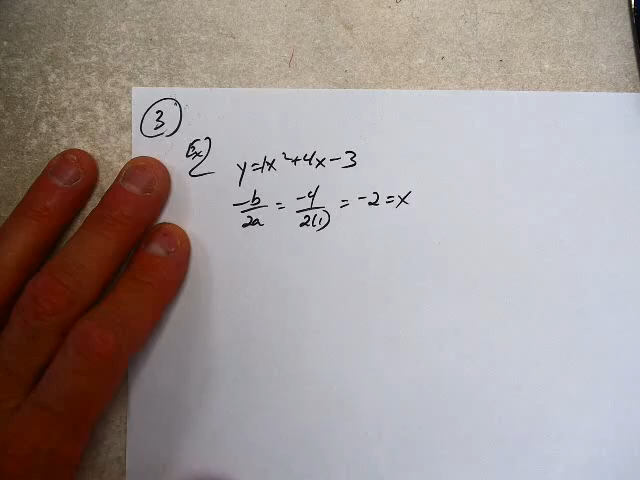 3
Ex) y=1x²+4x-3
-b/2a = -4/2(1) = -2 = x